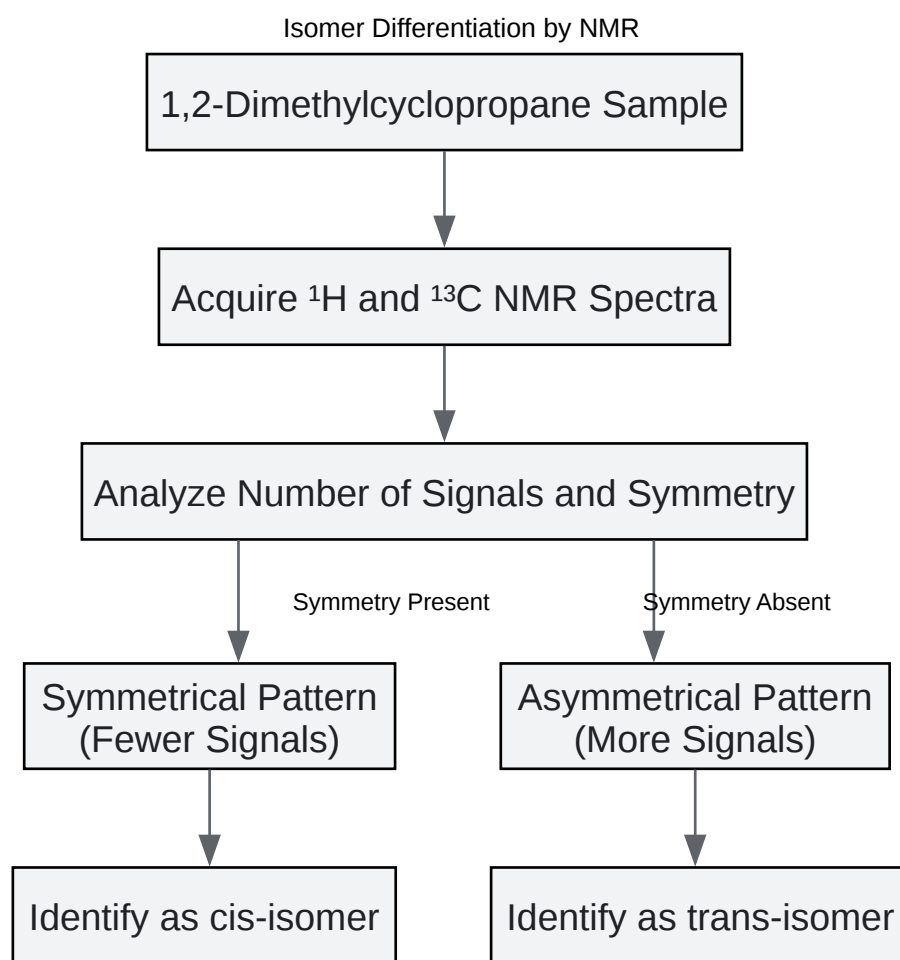 Isomer Differentiation by NMR
1,2-Dimethylcyclopropane Sample
Acquire ¹H and ¹³C NMR Spectra
Analyze Number of Signals and Symmetry
Symmetry Present
Symmetry Absent
Symmetrical Pattern
(Fewer Signals)
Asymmetrical Pattern
(More Signals)
Identify as cis-isomer
Identify as trans-isomer